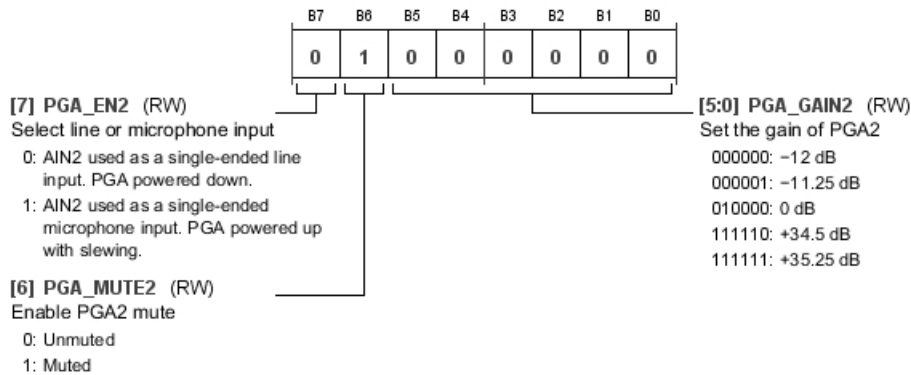 B7 B6 B5 B4 B3 B2 B1 B0
0 1 0 0 0 0 0 0
[7] PGA_EN2 (RW)
Select line or microphone input
0: AIN2 used as a single-ended line
input. PGA powered down.
1: AIN2 used as a single-ended
microphone input. PGA powered up
with slewing.
[6] PGA_MUTE2 (RW)
Enable PGA2 mute
0: Unmuted
1: Muted
[5:0] PGA_GAIN2 (RW)
Set the gain of PGA2
000000: −12 dB
000001: −11.25 dB
010000: 0 dB
111110: +34.5 dB
111111: +35.25 dB